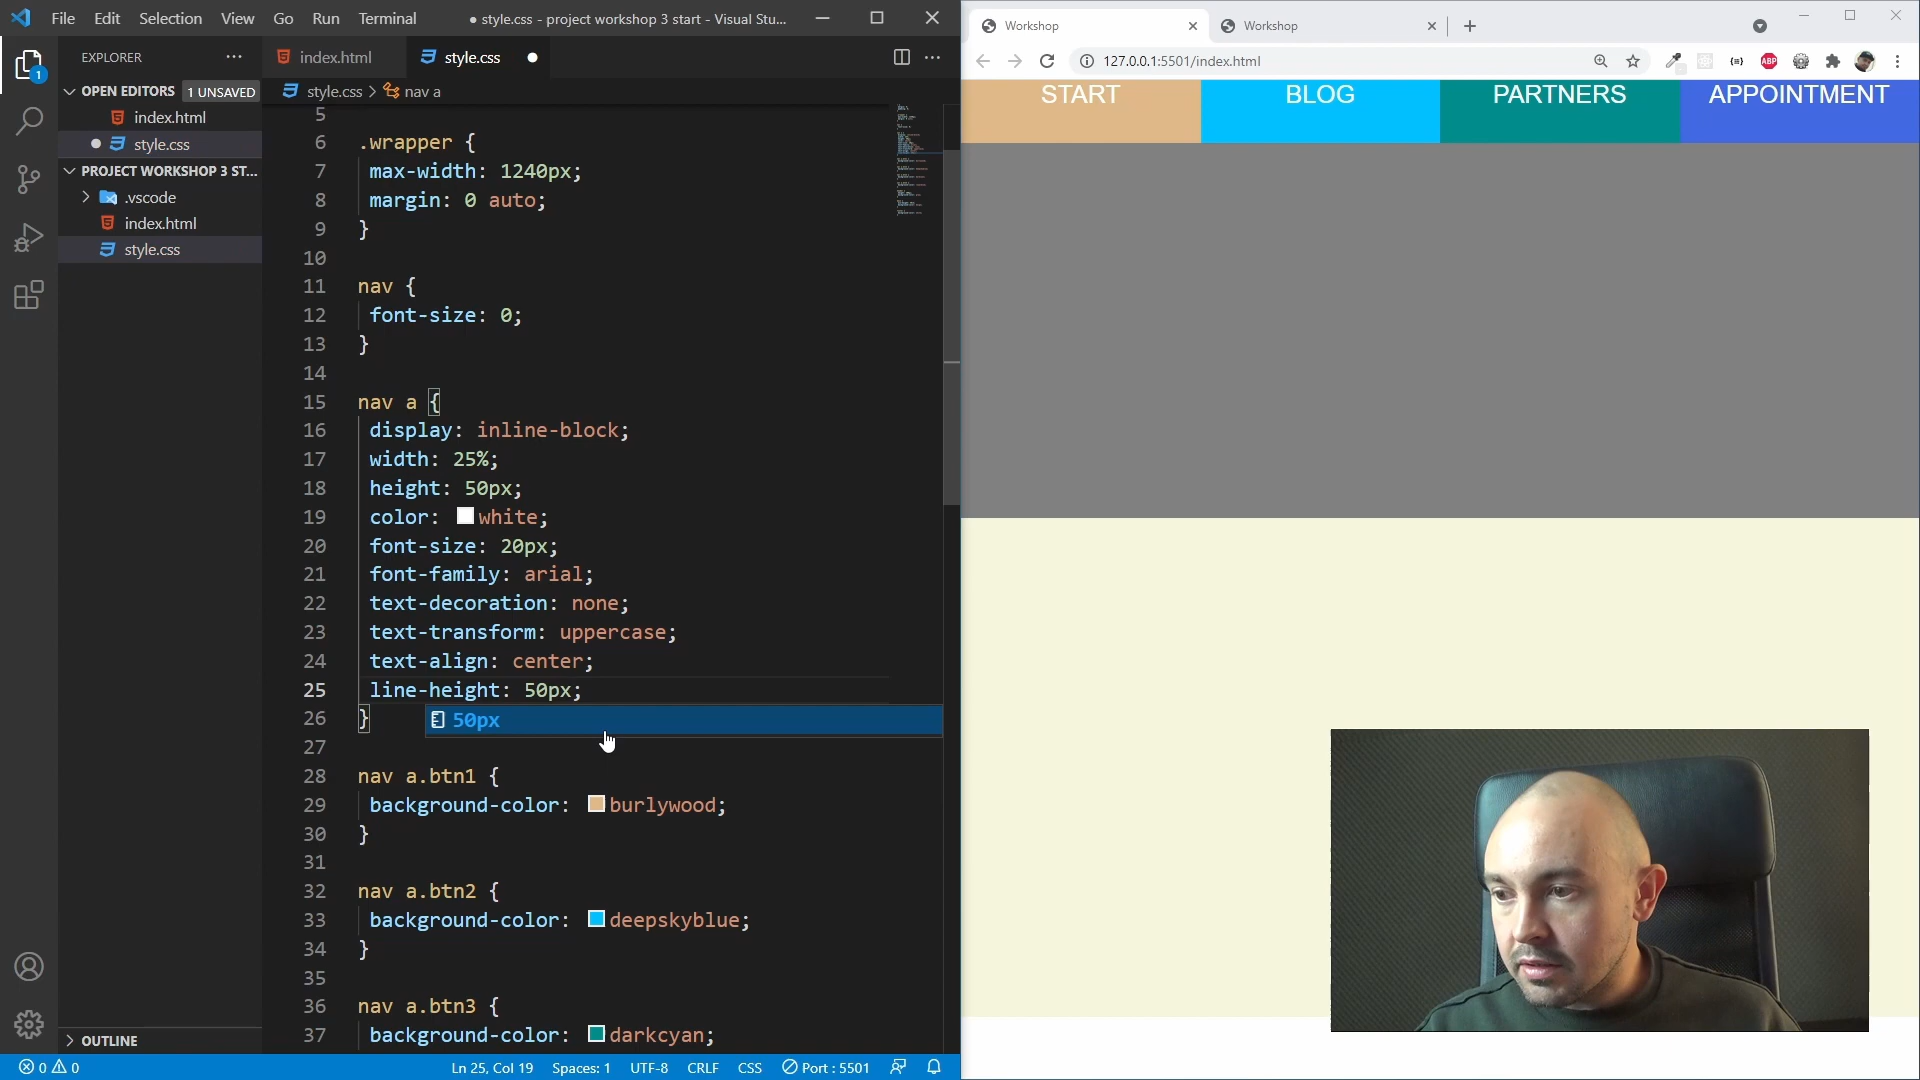 File Edit Selection View Go Run Terminal
● style.css - project workshop 3 start - Visual Stu...
EXPLORER
OPEN EDITORS 1 UNSAVED
index.html
style.css
PROJECT WORKSHOP 3 ST...
.vscode
index.html
style.css
OUTLINE
1
index.html style.css
style.css > nav a
5
6 .wrapper {
7 max-width: 1240px;
8 margin: 0 auto;
9 }
10
11 nav {
12 font-size: 0;
13 }
14
15 nav a {
16 display: inline-block;
17 width: 25%;
18 height: 50px;
19 color: white;
20 font-size: 20px;
21 font-family: arial;
22 text-decoration: none;
23 text-transform: uppercase;
24 text-align: center;
25 line-height: 50px;
26 }
50px
27
28 nav a.btn1 {
29 background-color: burlywood;
30 }
31
32 nav a.btn2 {
33 background-color: deepskyblue;
34 }
35
36 nav a.btn3 {
37 background-color: darkcyan;
0 0 Ln 25, Col 19 Spaces: 1 UTF-8 CRLF CSS Port : 5501
Workshop Workshop
127.0.0.1:5501/index.html
ABP
START BLOG PARTNERS APPOINTMENT